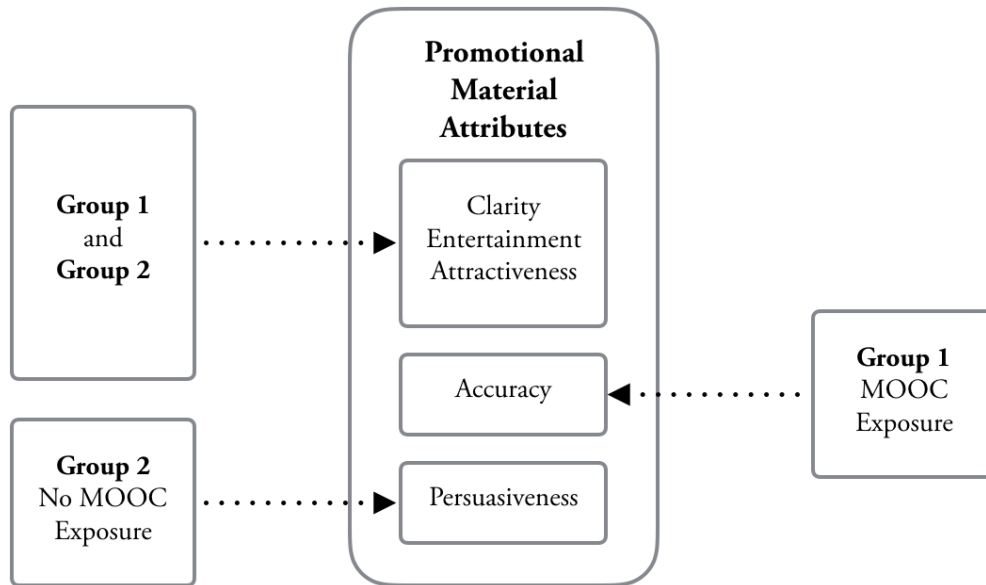 Promotional
Material
Attributes
Group 1
and
Group 2
Clarity
Entertainment
Attractiveness
Accuracy
Group 1
MOOC
Exposure
Group 2
No MOOC
Exposure
Persuasiveness